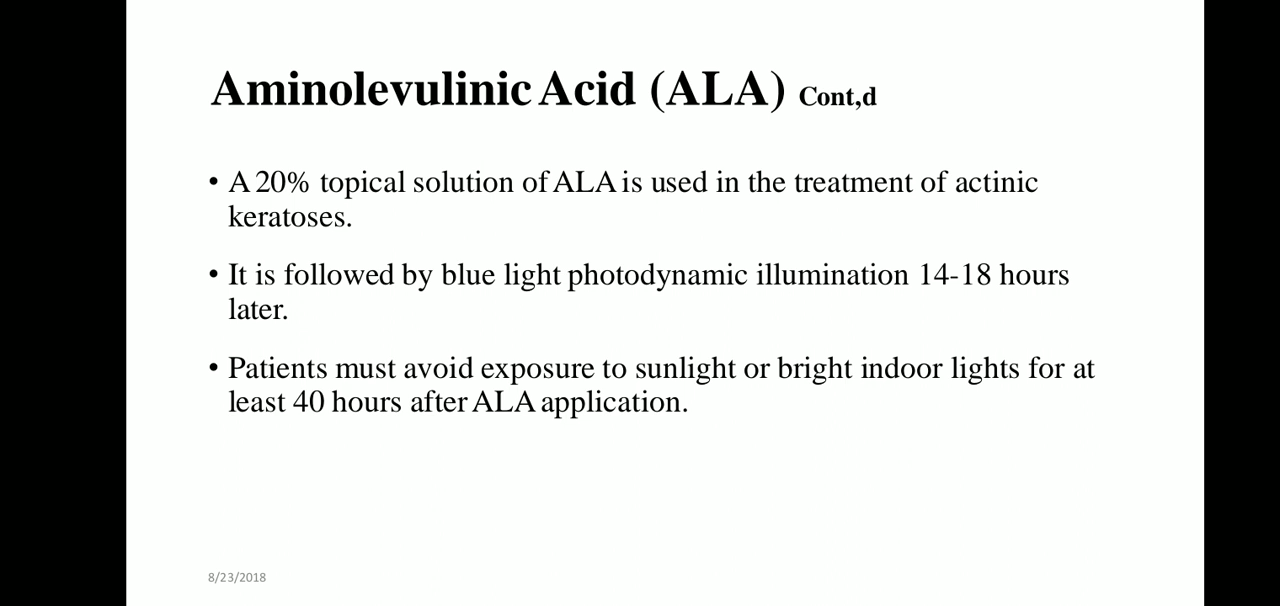 Aminolevulinic Acid (ALA) Cont,d
• A 20% topical solution of ALA is used in the treatment of actinic
keratoses.
• It is followed by blue light photodynamic illumination 14-18 hours
later.
• Patients must avoid exposure to sunlight or bright indoor lights for at
least 40 hours after ALA application.
8/23/2018